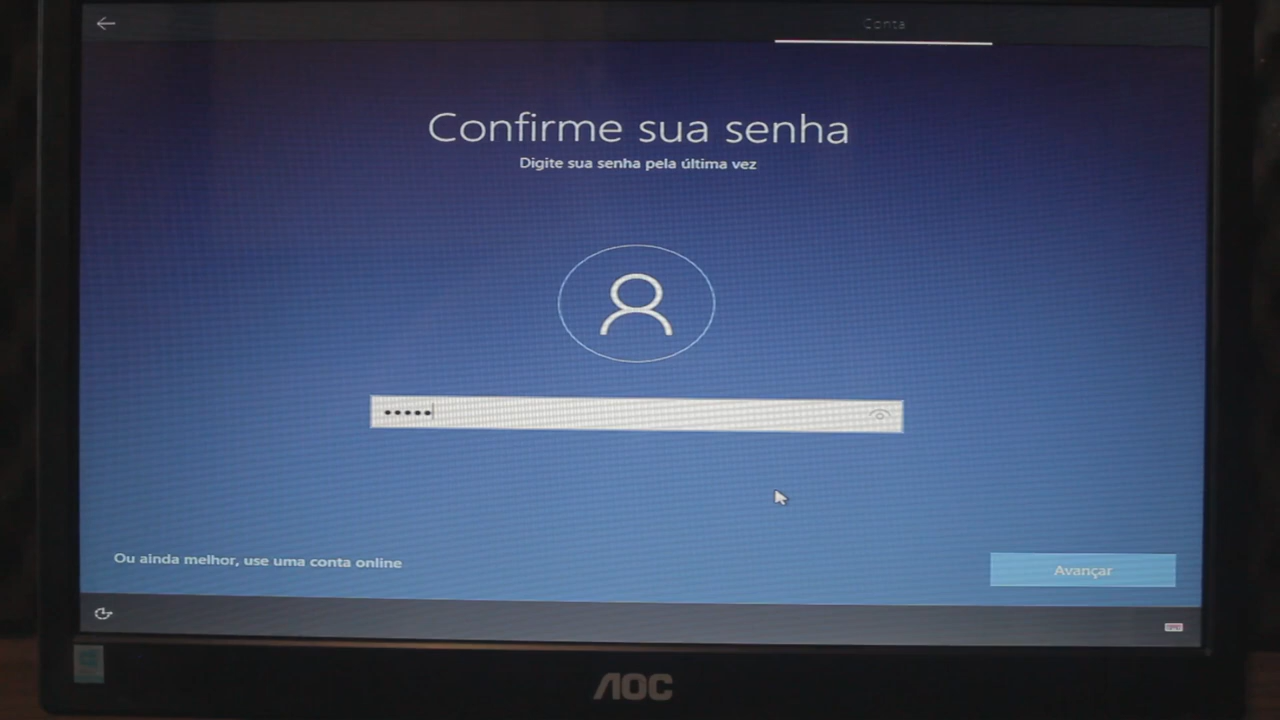 Conta
Confirme sua senha
Digite sua senha pela última vez
•••••
Ou ainda melhor, use uma conta online
Avançar
AOC